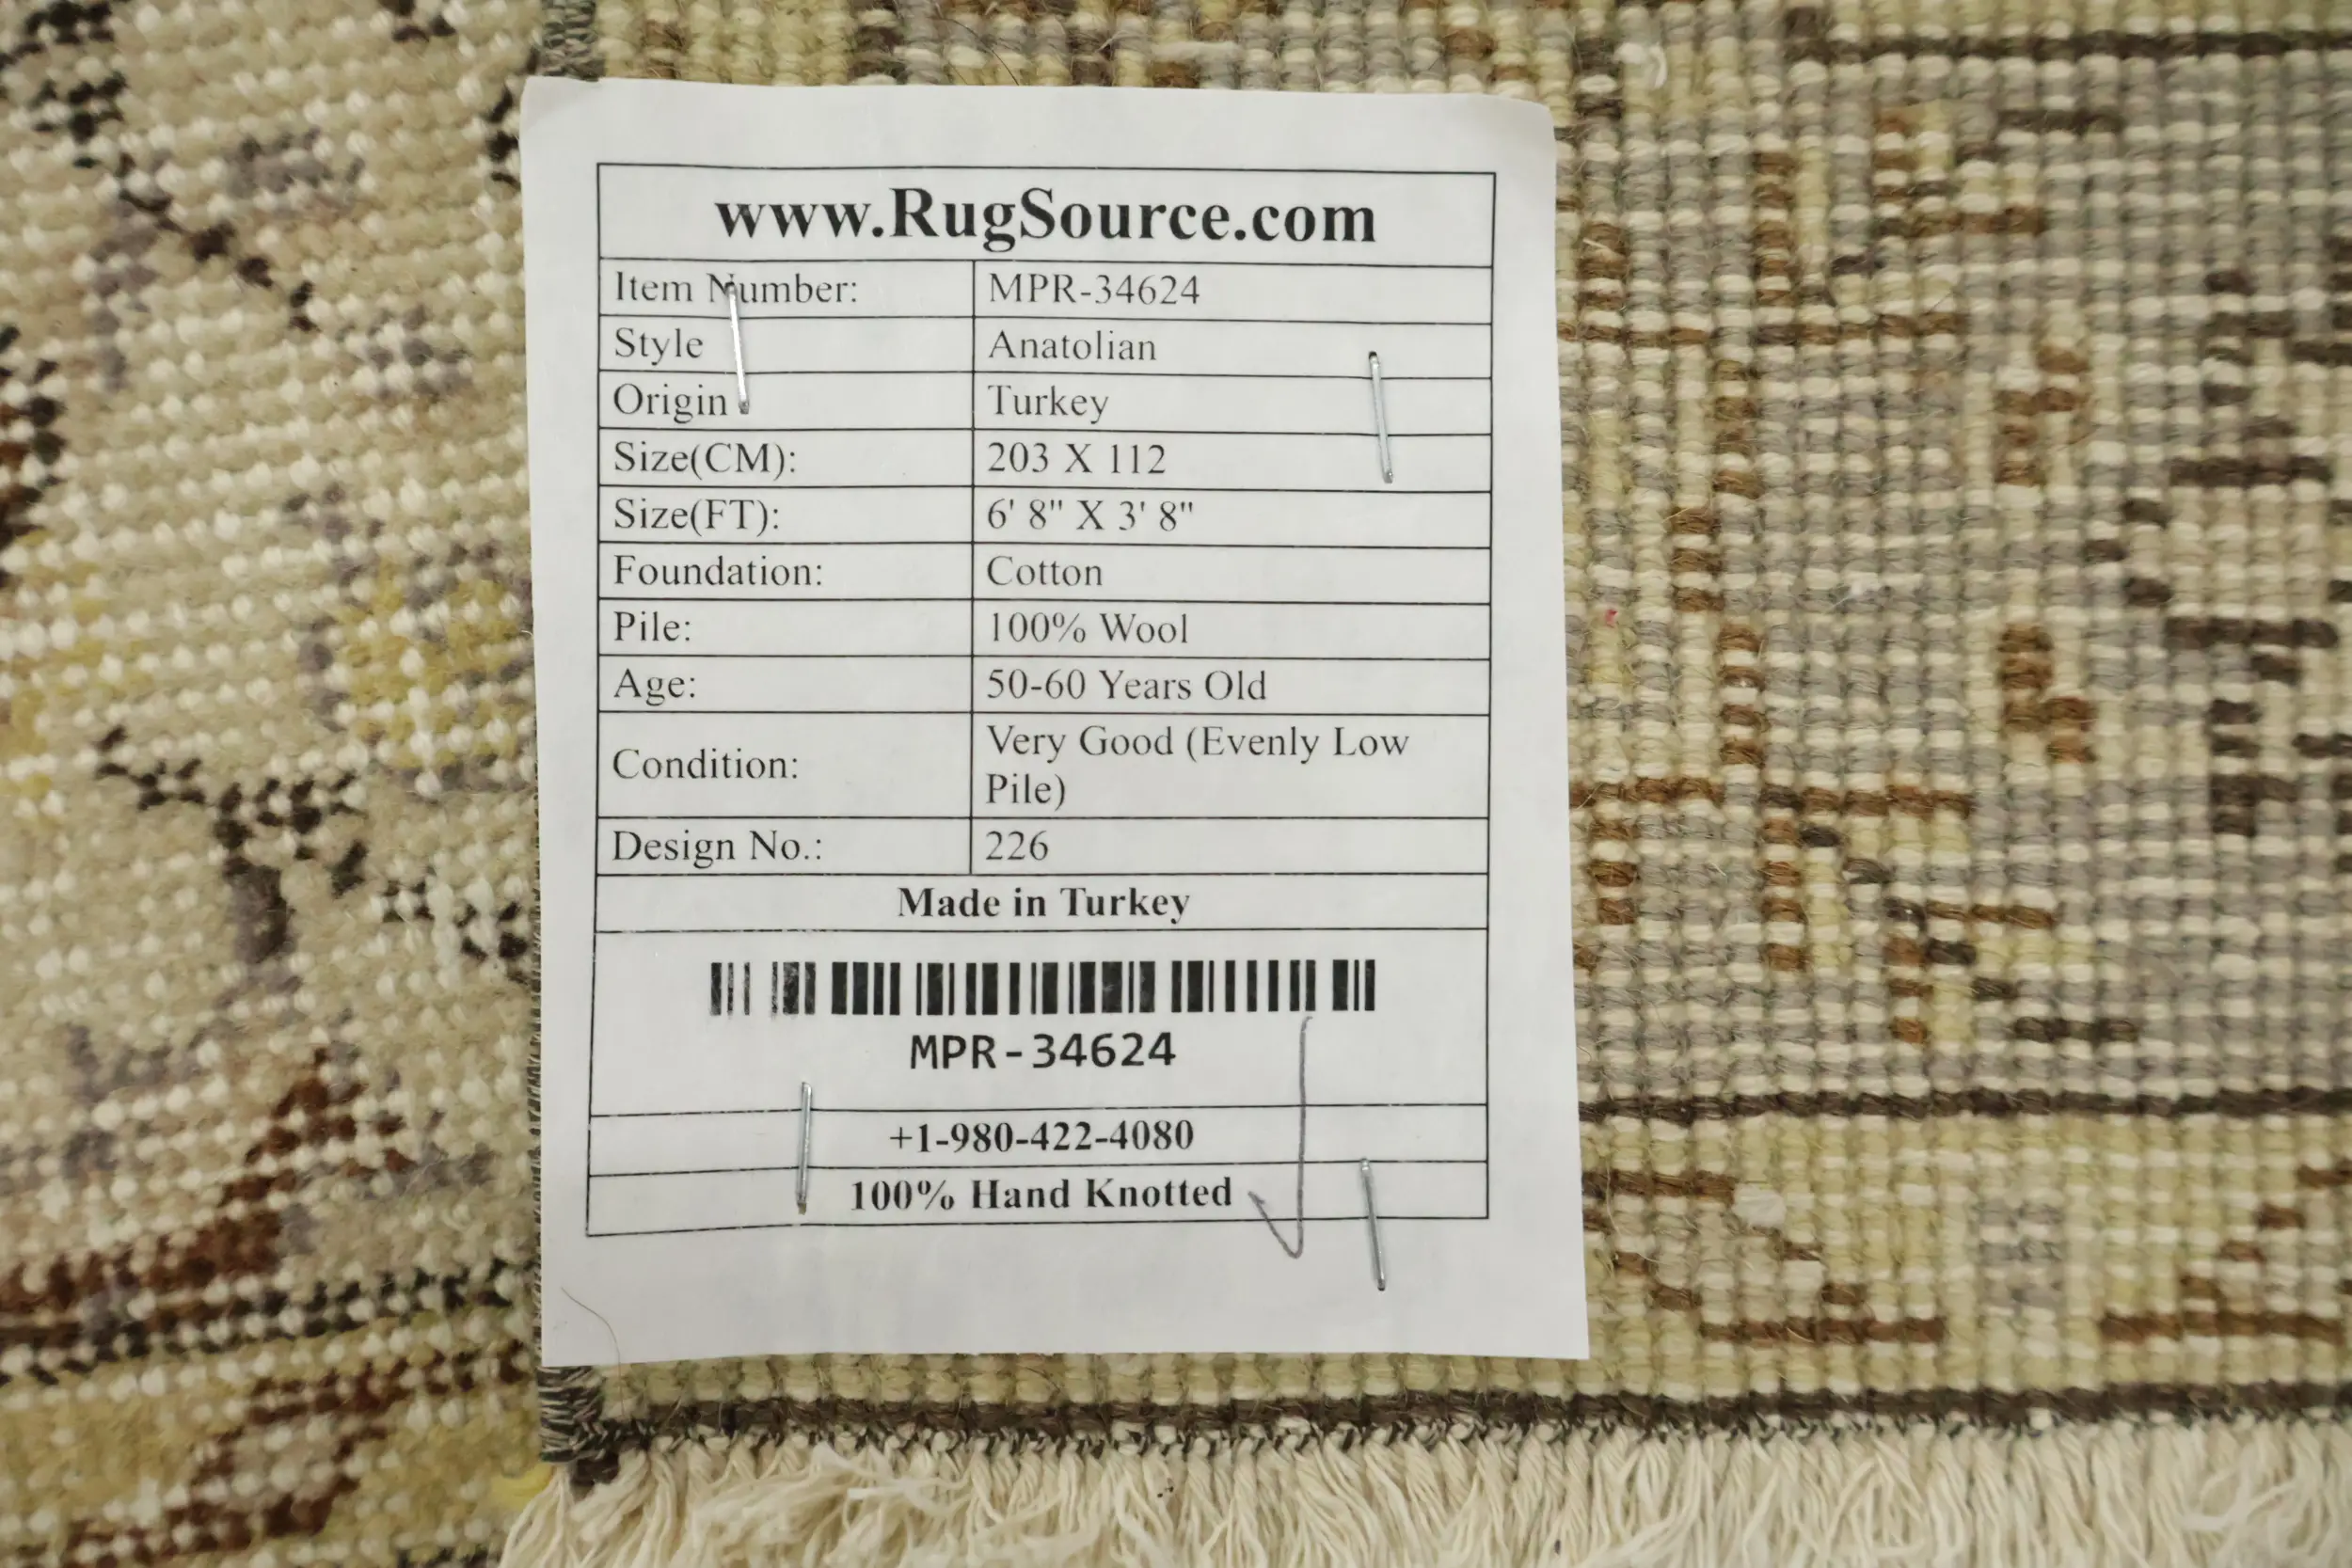 www.RugSource.com
Item Number: MPR-34624
Style Anatolian
Origin Turkey
Size(CM): 203 X 112
Size(FT): 6' 8" X 3' 8"
Foundation: Cotton
Pile: 100% Wool
Age: 50-60 Years Old
Condition: Very Good (Evenly Low
Pile)
Design No.: 226
Made in Turkey
MPR-34624
+1-980-422-4080
100% Hand Knotted